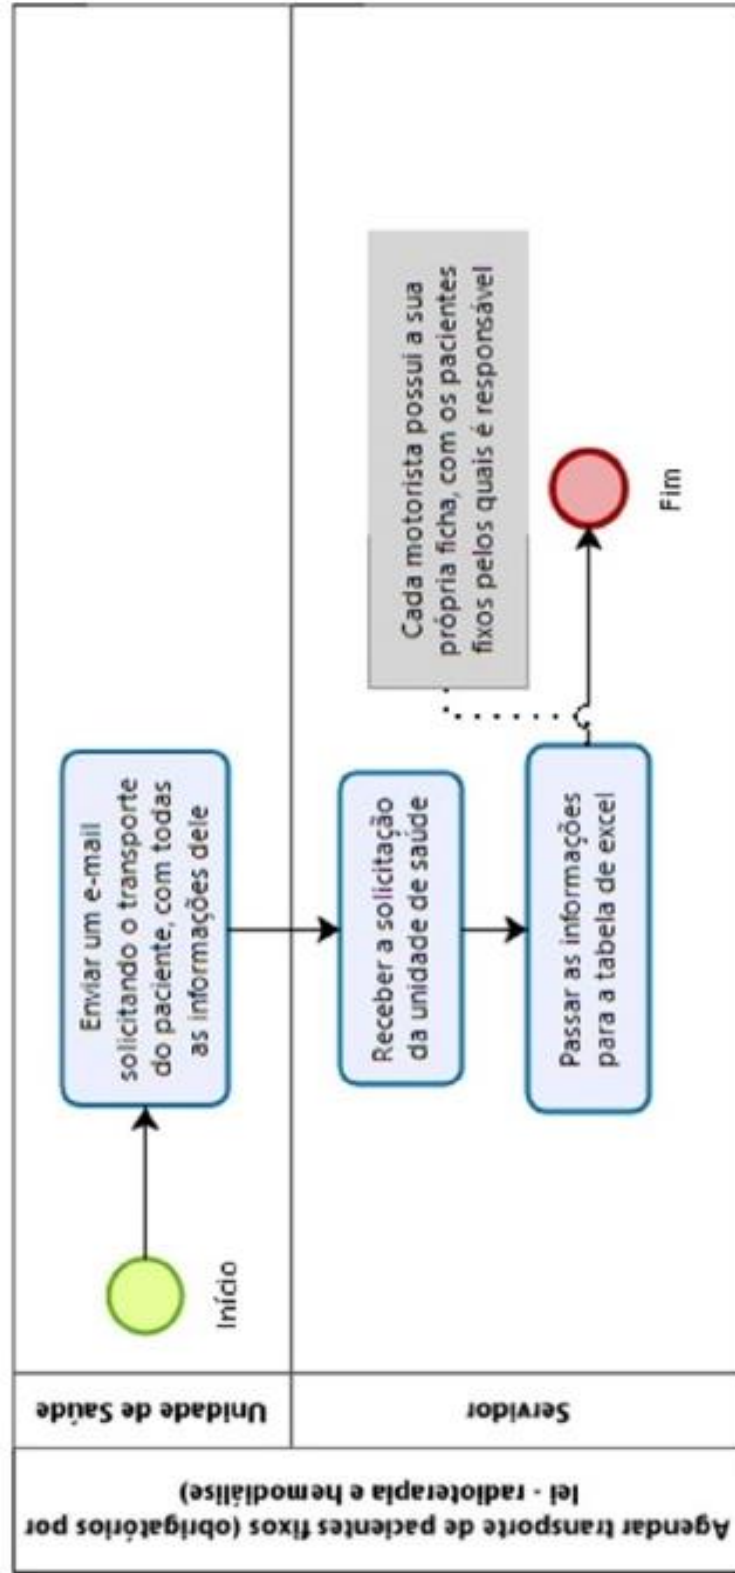 Agendar transporte de pacientes fixos (obrigatórios por
lei - radioterapia e hemodiálise)
Unidade de Saúde
Início
Enviar um e-mail
solicitando o transporte
do paciente, com todas
as informações dele
Servidor
Receber a solicitação
da unidade de saúde
Passar as informações
para a tabela de excel
Cada motorista possui a sua
própria ficha, com os pacientes
fixos pelos quais é responsável
Fim